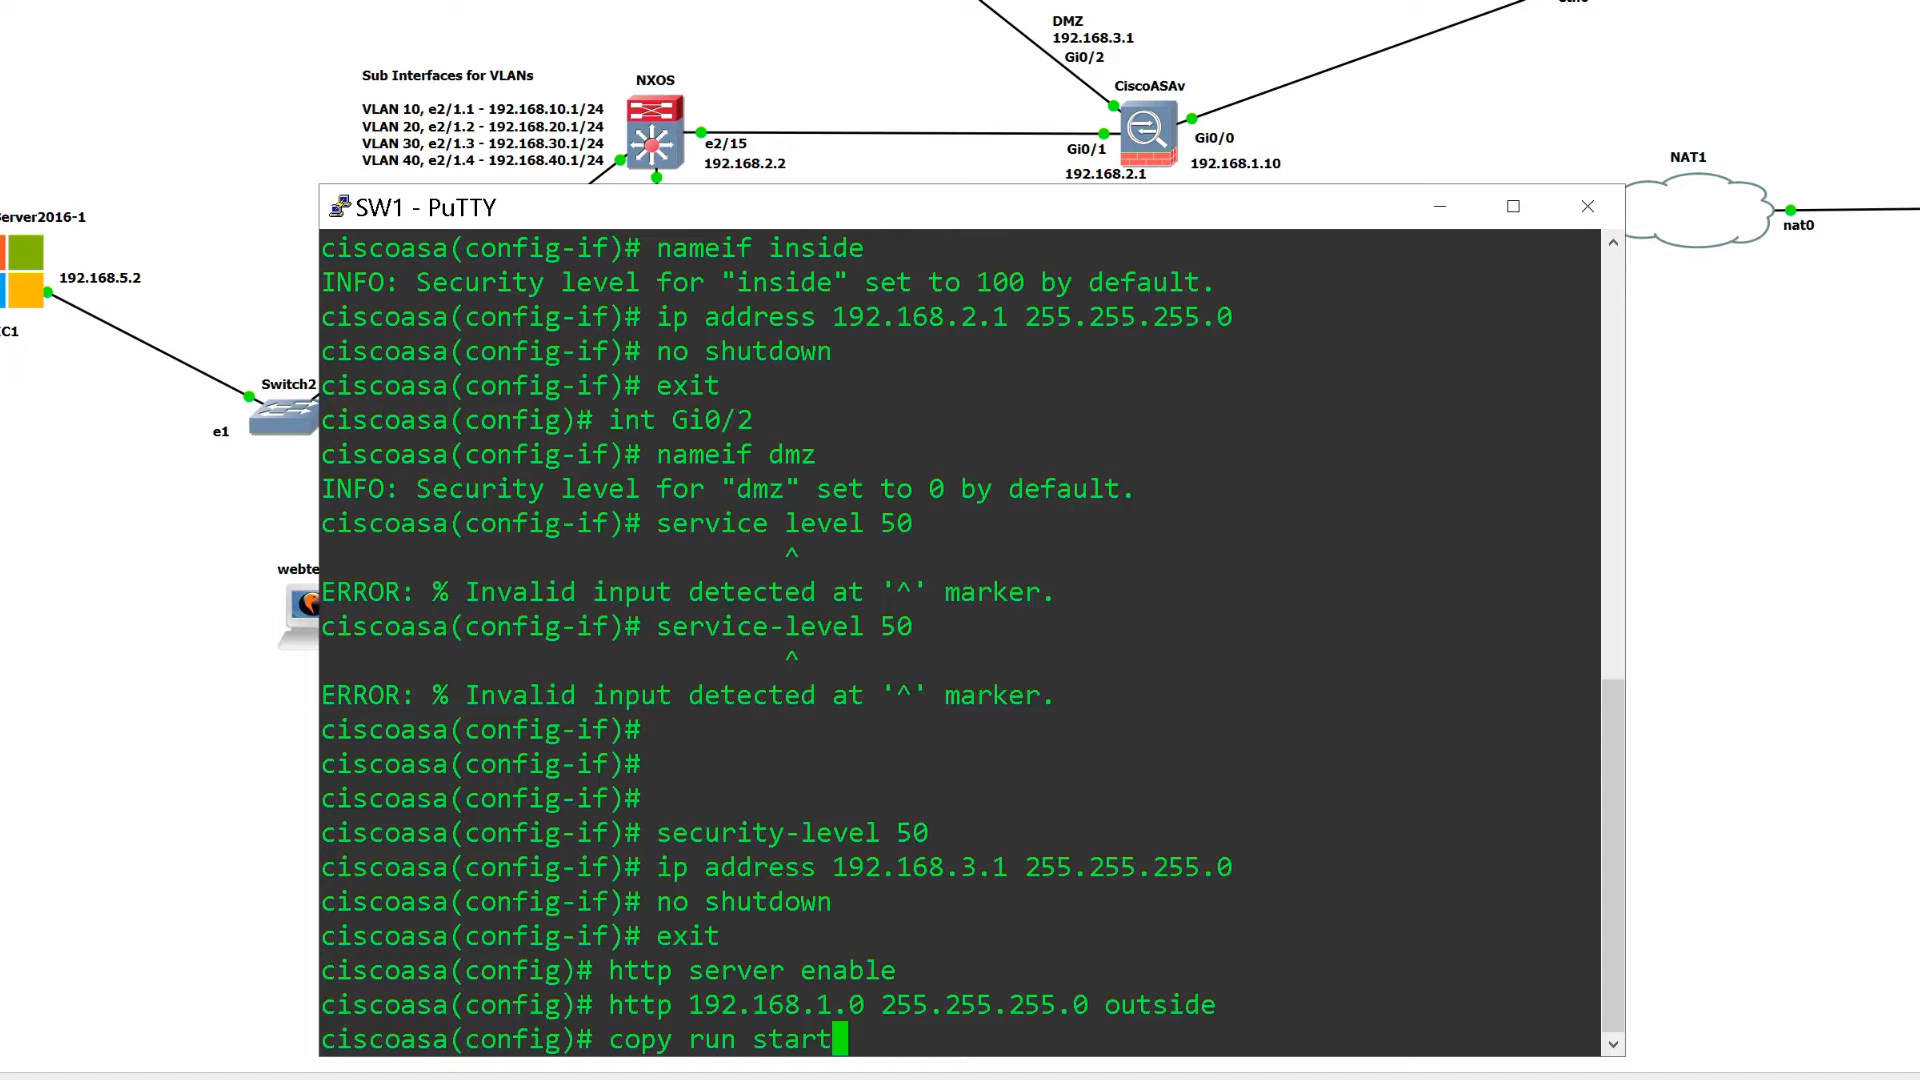 DMZ
192.168.3.1
Gi0/2
CiscoASAv
Sub Interfaces for VLANs
NXOS
VLAN 10, e2/1.1 - 192.168.10.1/24
VLAN 20, e2/1.2 - 192.168.20.1/24
VLAN 30, e2/1.3 - 192.168.30.1/24
VLAN 40, e2/1.4 - 192.168.40.1/24
e2/15
192.168.2.2
Gi0/1
192.168.2.1
Gi0/0
192.168.1.10
NAT1
nat0
erver2016-1
192.168.5.2
C1
Switch2
e1
webte
SW1 - PuTTY
ciscoasa(config-if)# nameif inside
INFO: Security level for "inside" set to 100 by default.
ciscoasa(config-if)# ip address 192.168.2.1 255.255.255.0
ciscoasa(config-if)# no shutdown
ciscoasa(config-if)# exit
ciscoasa(config)# int Gi0/2
ciscoasa(config-if)# nameif dmz
INFO: Security level for "dmz" set to 0 by default.
ciscoasa(config-if)# service level 50
^
ERROR: % Invalid input detected at '^' marker.
ciscoasa(config-if)# service-level 50
^
ERROR: % Invalid input detected at '^' marker.
ciscoasa(config-if)#
ciscoasa(config-if)#
ciscoasa(config-if)#
ciscoasa(config-if)# security-level 50
ciscoasa(config-if)# ip address 192.168.3.1 255.255.255.0
ciscoasa(config-if)# no shutdown
ciscoasa(config-if)# exit
ciscoasa(config)# http server enable
ciscoasa(config)# http 192.168.1.0 255.255.255.0 outside
ciscoasa(config)# copy run start